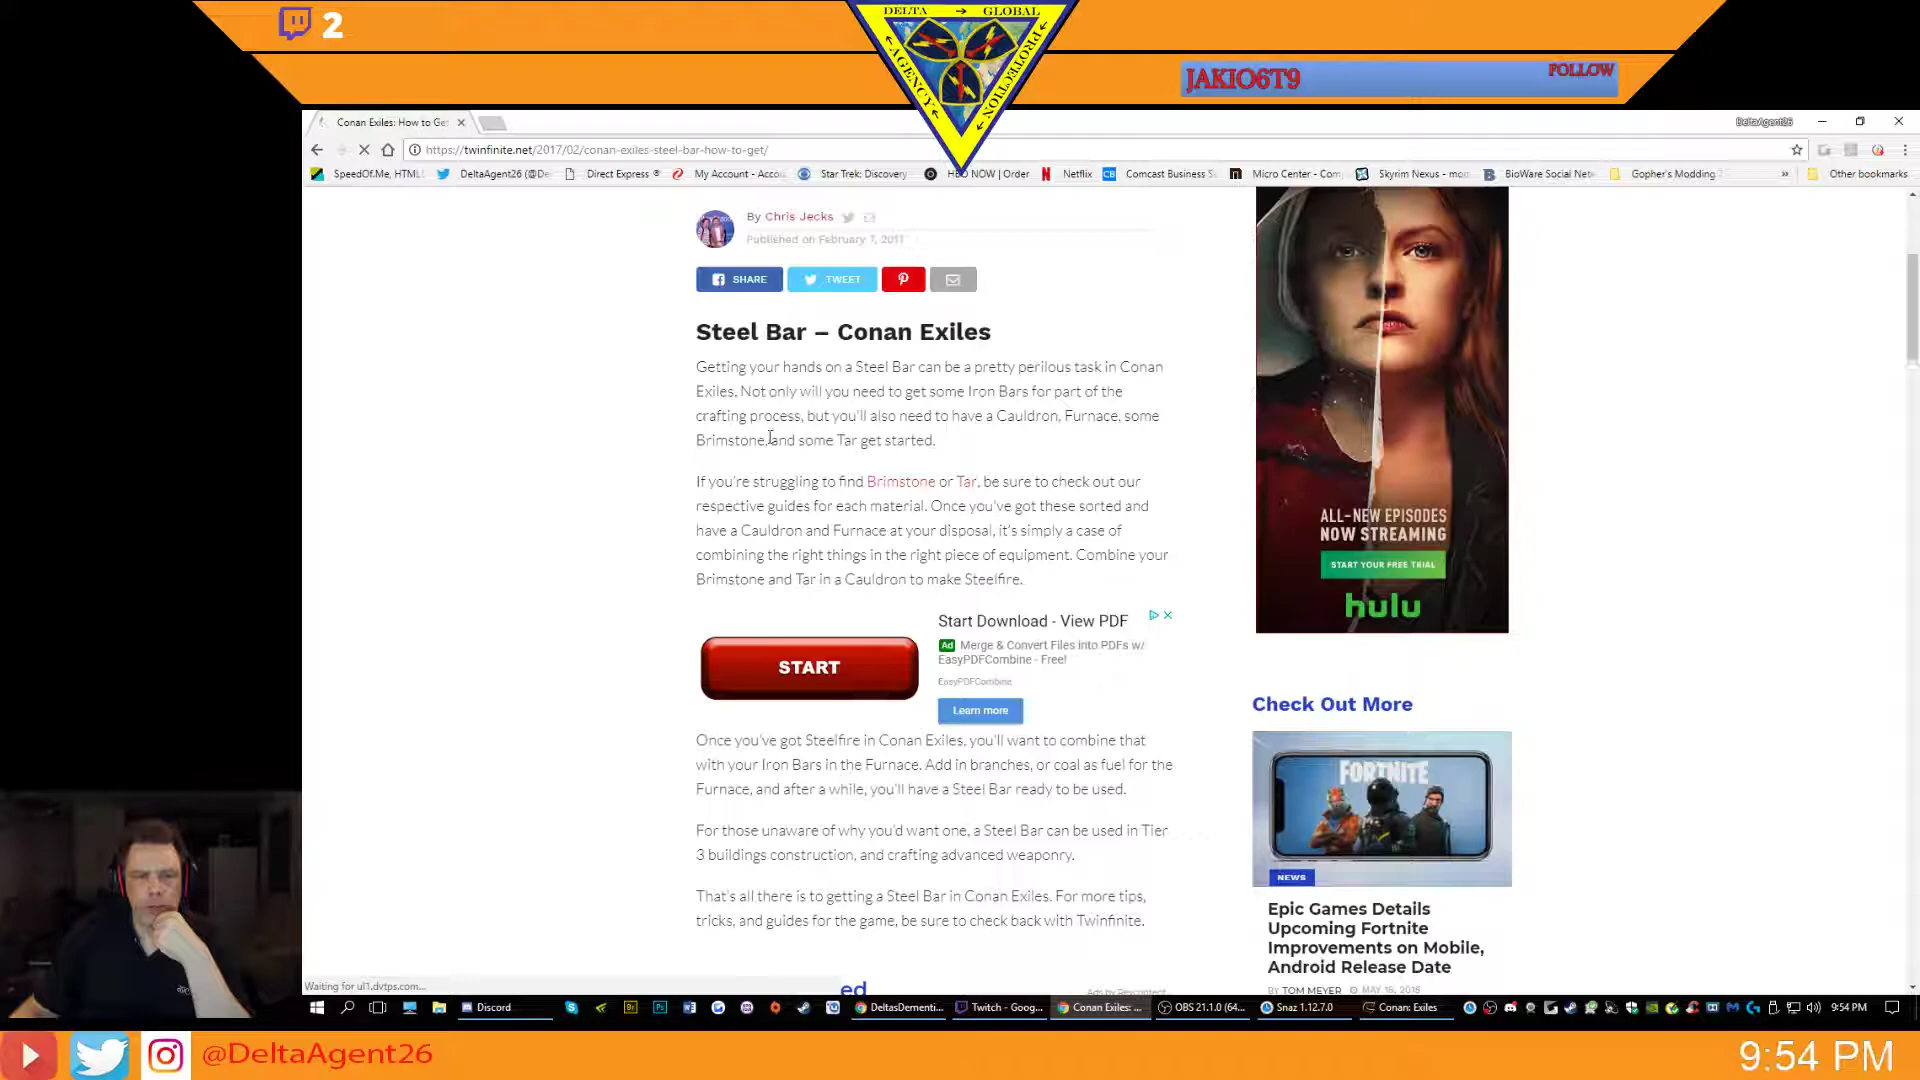 2
DELTA → GLOBAL
AGENCY
PROTECTION
JAKIO6T9
FOLLOW
Conan Exiles: How to Ge
DeltaAgent26
https://twinfinite.net/2017/02/conan-exiles-steel-bar-how-to-get/
SpeedOf.Me, HTML
DeltaAgent26 (@De
Direct Express ®
My Account - Accou
Star Trek: Discovery
HBO NOW | Order
Netflix
Comcast Business S
Micro Center - Com
Skyrim Nexus - mod
BioWare Social Net
Gopher's Modding
»
Other bookmarks
By Chris Jecks
Published on February 7, 2017
SHARE
TWEET
Steel Bar – Conan Exiles
Getting your hands on a Steel Bar can be a pretty perilous task in Conan
Exiles, Not only will you need to get some Iron Bars for part of the
crafting process, but you'll also need to have a Cauldron, Furnace, some
Brimstone, and some Tar get started.
If you're struggling to find Brimstone or Tar, be sure to check out our
respective guides for each material. Once you've got these sorted and
have a Cauldron and Furnace at your disposal, it's simply a case of
combining the right things in the right piece of equipment. Combine your
Brimstone and Tar in a Cauldron to make Steelfire.
START
Start Download - View PDF
Ad Merge & Convert Files into PDFs w/
EasyPDFCombine - Free!
EasyPDFCombine
Learn more
Once you've got Steelfire in Conan Exiles, you'll want to combine that
with your Iron Bars in the Furnace. Add in branches, or coal as fuel for the
Furnace, and after a while, you'll have a Steel Bar ready to be used.
For those unaware of why you'd want one, a Steel Bar can be used in Tier
3 buildings construction, and crafting advanced weaponry.
That's all there is to getting a Steel Bar in Conan Exiles. For more tips,
tricks, and guides for the game, be sure to check back with Twinfinite.
ALL-NEW EPISODES
NOW STREAMING
START YOUR FREE TRIAL
hulu
Check Out More
FORTNITE
NEWS
Epic Games Details
Upcoming Fortnite
Improvements on Mobile,
Android Release Date
BY TOM MEYER MAY 18, 2018
Waiting for ul1.dvtps.com...
ed
Ads by Revcontent
Discord
DeltasDementi...
Twitch - Goog...
Conan Exiles: ...
OBS 21.1.0 (64...
Snaz 1.12.7.0
Conan: Exiles
9:54 PM
@DeltaAgent26
9:54 PM